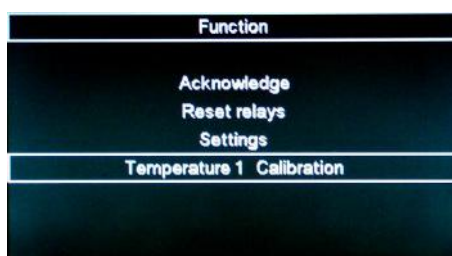 Function
Acknowledge
Reset relays
Settings
Temperature 1 Calibration